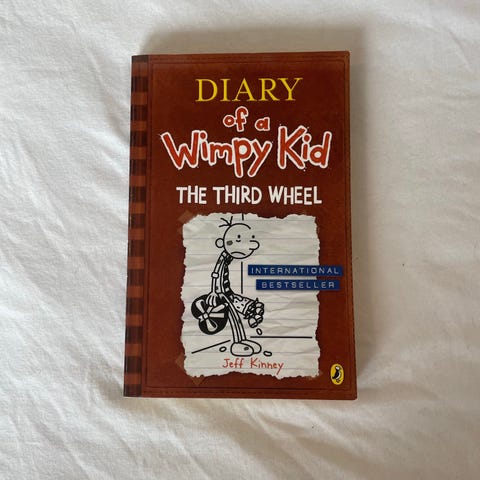 DIARY
of a
Wimpy Kid
THE THIRD WHEEL
INTERNATIONAL
BESTSELLER
Jeff Kinney